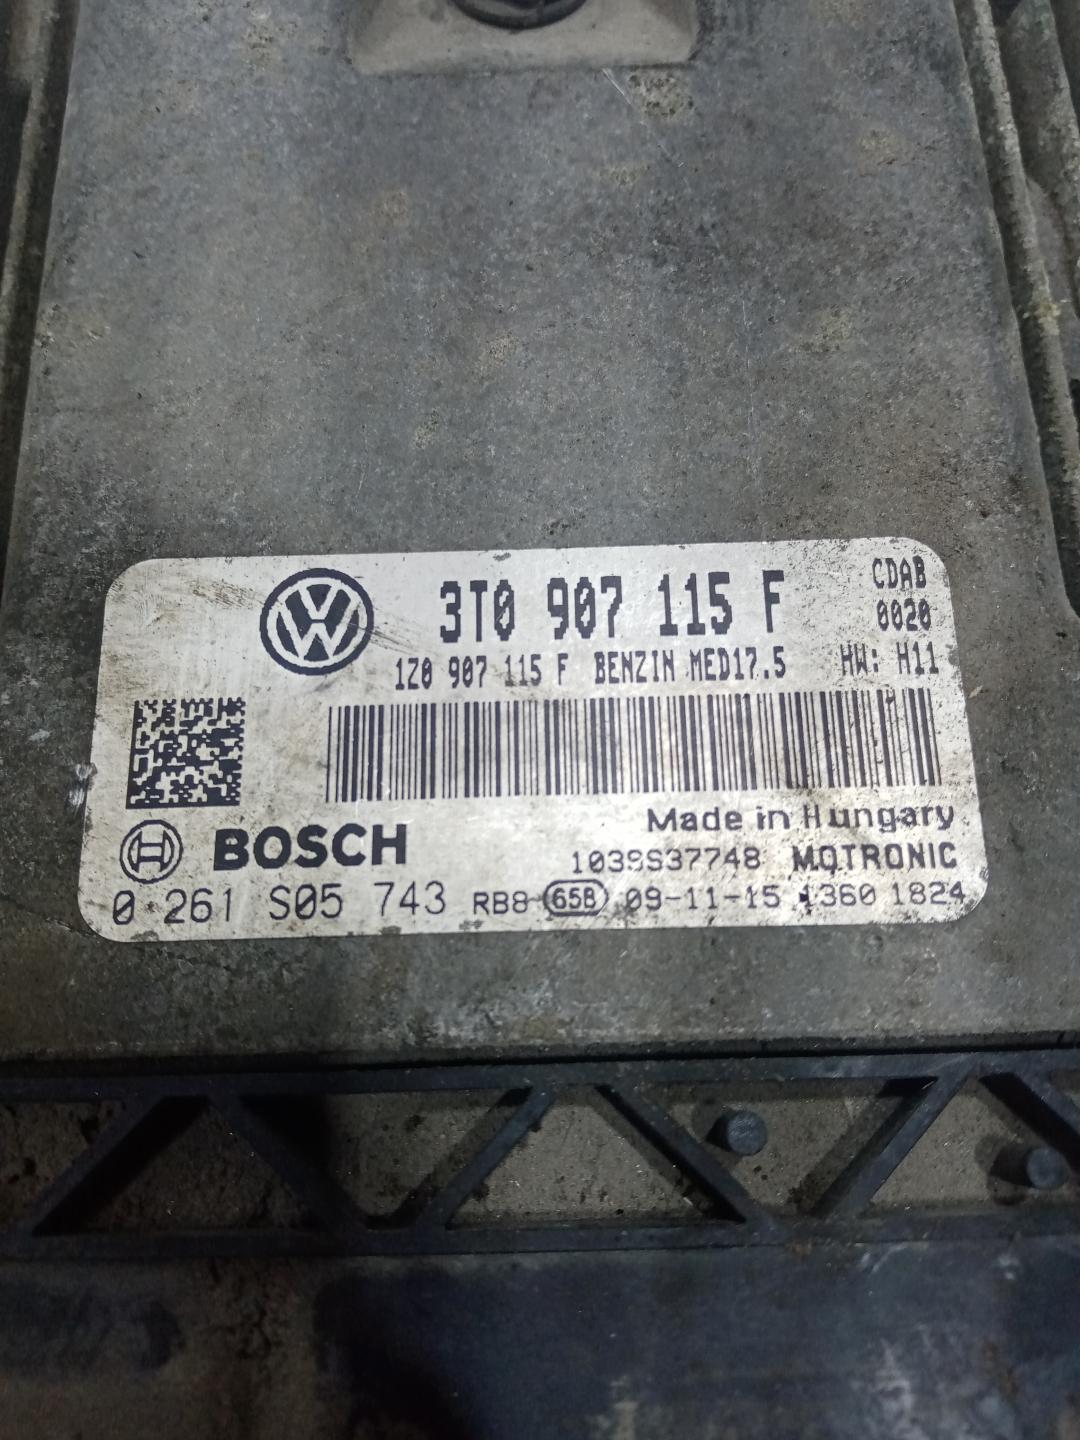 3T0 907 115 F
CDAB
0020
1Z0 907 115 F BENZIN MED17.5 HW: H11
Made in Hungary
BOSCH
1039S37748 MOTRONIC
0 261 S05 743 RB8 65B 09-11-15 1360 1824